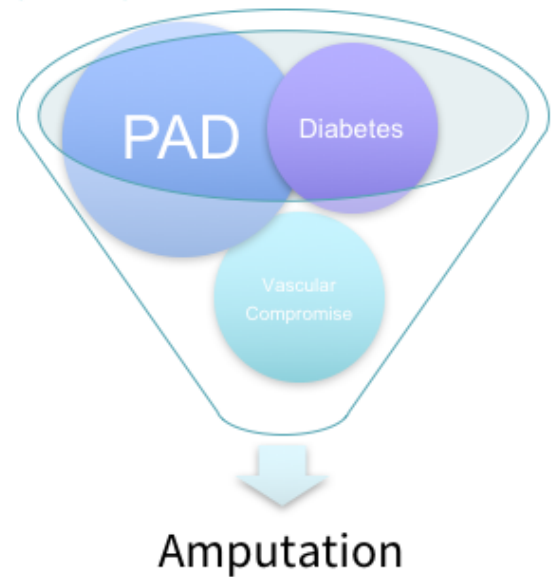 PAD
Diabetes
Vascular
Compromise
Amputation